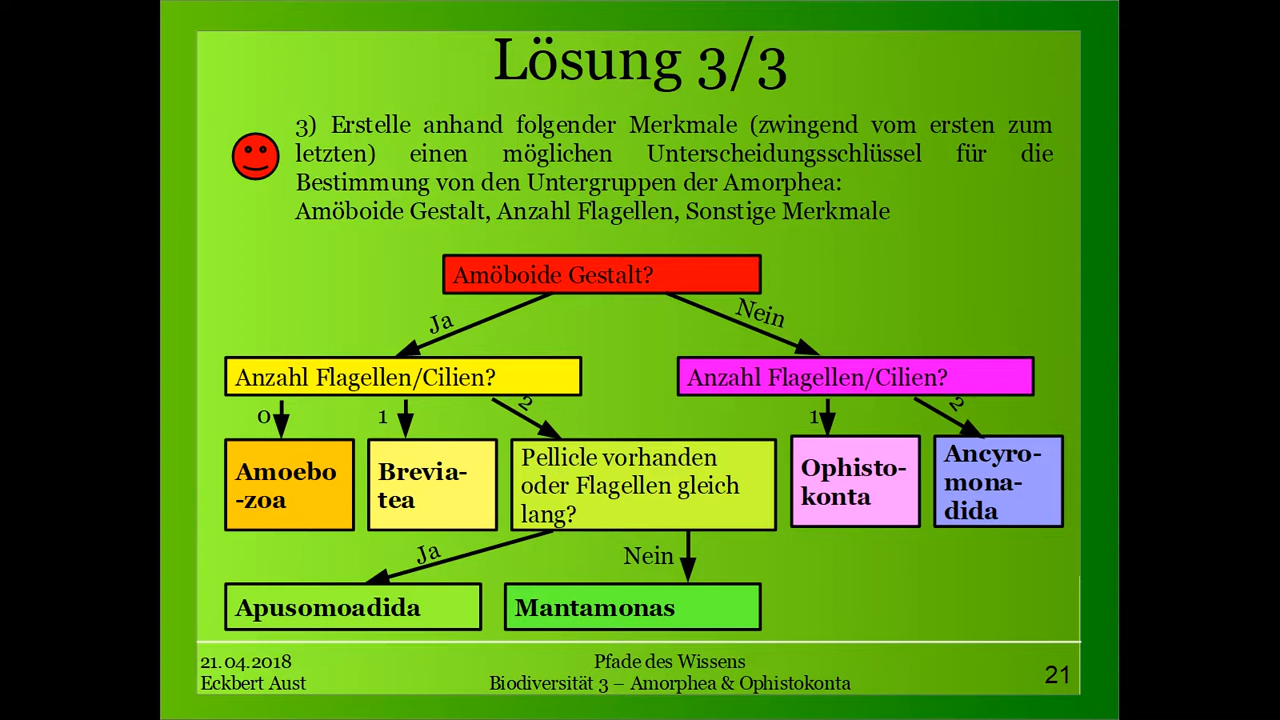 Lösung 3/3
3) Erstelle anhand folgender Merkmale (zwingend vom ersten zum
letzten) einen möglichen Unterscheidungsschlüssel für die
Bestimmung von den Untergruppen der Amorphea:
Amöboide Gestalt, Anzahl Flagellen, Sonstige Merkmale
Amöboide Gestalt?
Ja
Nein
Anzahl Flagellen/Cilien?
Anzahl Flagellen/Cilien?
0
1
2
1
2
Amoebo
-zoa
Brevia-
tea
Pellicle vorhanden
oder Flagellen gleich
lang?
Ophisto-
konta
Ancyro-
mona-
dida
Ja
Nein
Apusomoadida
Mantamonas
21.04.2018
Eckbert Aust
Pfade des Wissens
Biodiversität 3 – Amorphea & Ophistokonta
21